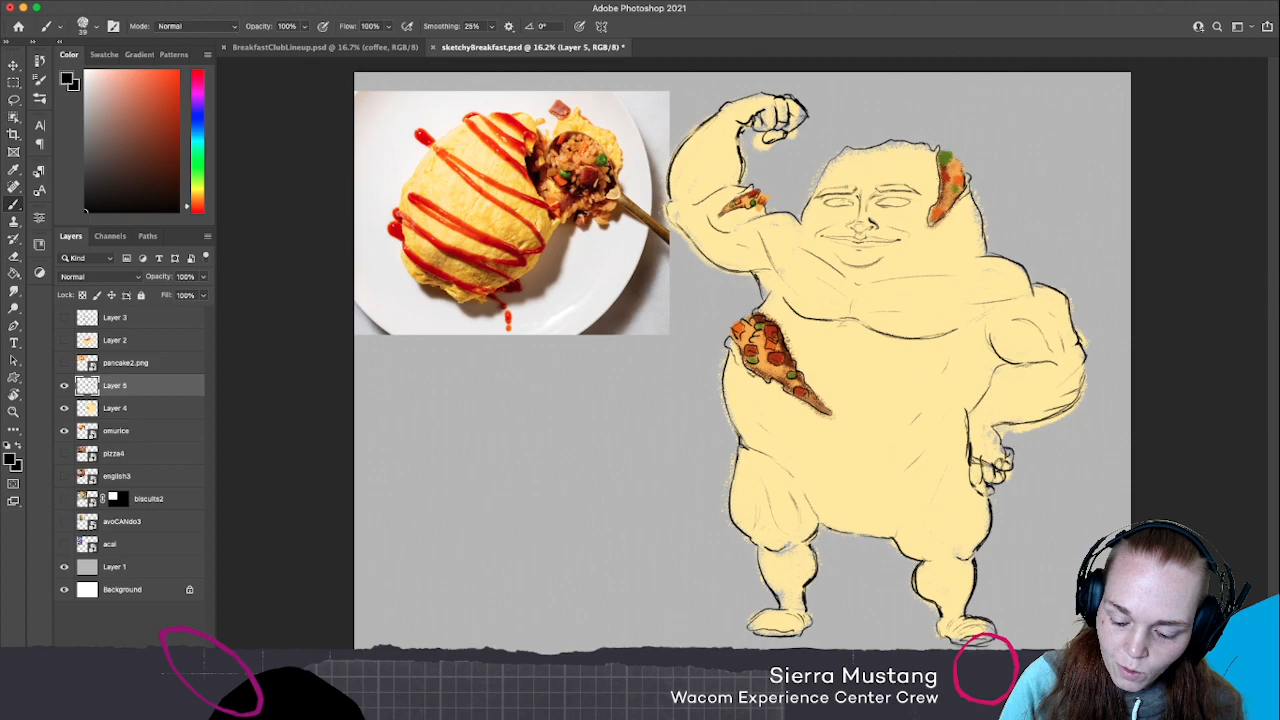 Adobe Photoshop 2021
39
Mode: Normal
Opacity: 100%
Flow: 100%
Smoothing: 25%
0°
Color
Swatche
Gradient
Patterns
× BreakfastClubLineup.psd @ 16.7% (coffee, RGB/8)
× sketchyBreakfast.psd @ 16.2% (Layer 5, RGB/8) *
Layers
Channels
Paths
Kind
Normal
Opacity: 100%
Lock:
Fill: 100%
Layer 3
Layer 2
pancake2.png
Layer 5
Layer 4
omurice
pizza4
english3
biscuits2
avoCANdo3
acai
Layer 1
Background
Sierra Mustang
Wacom Experience Center Crew